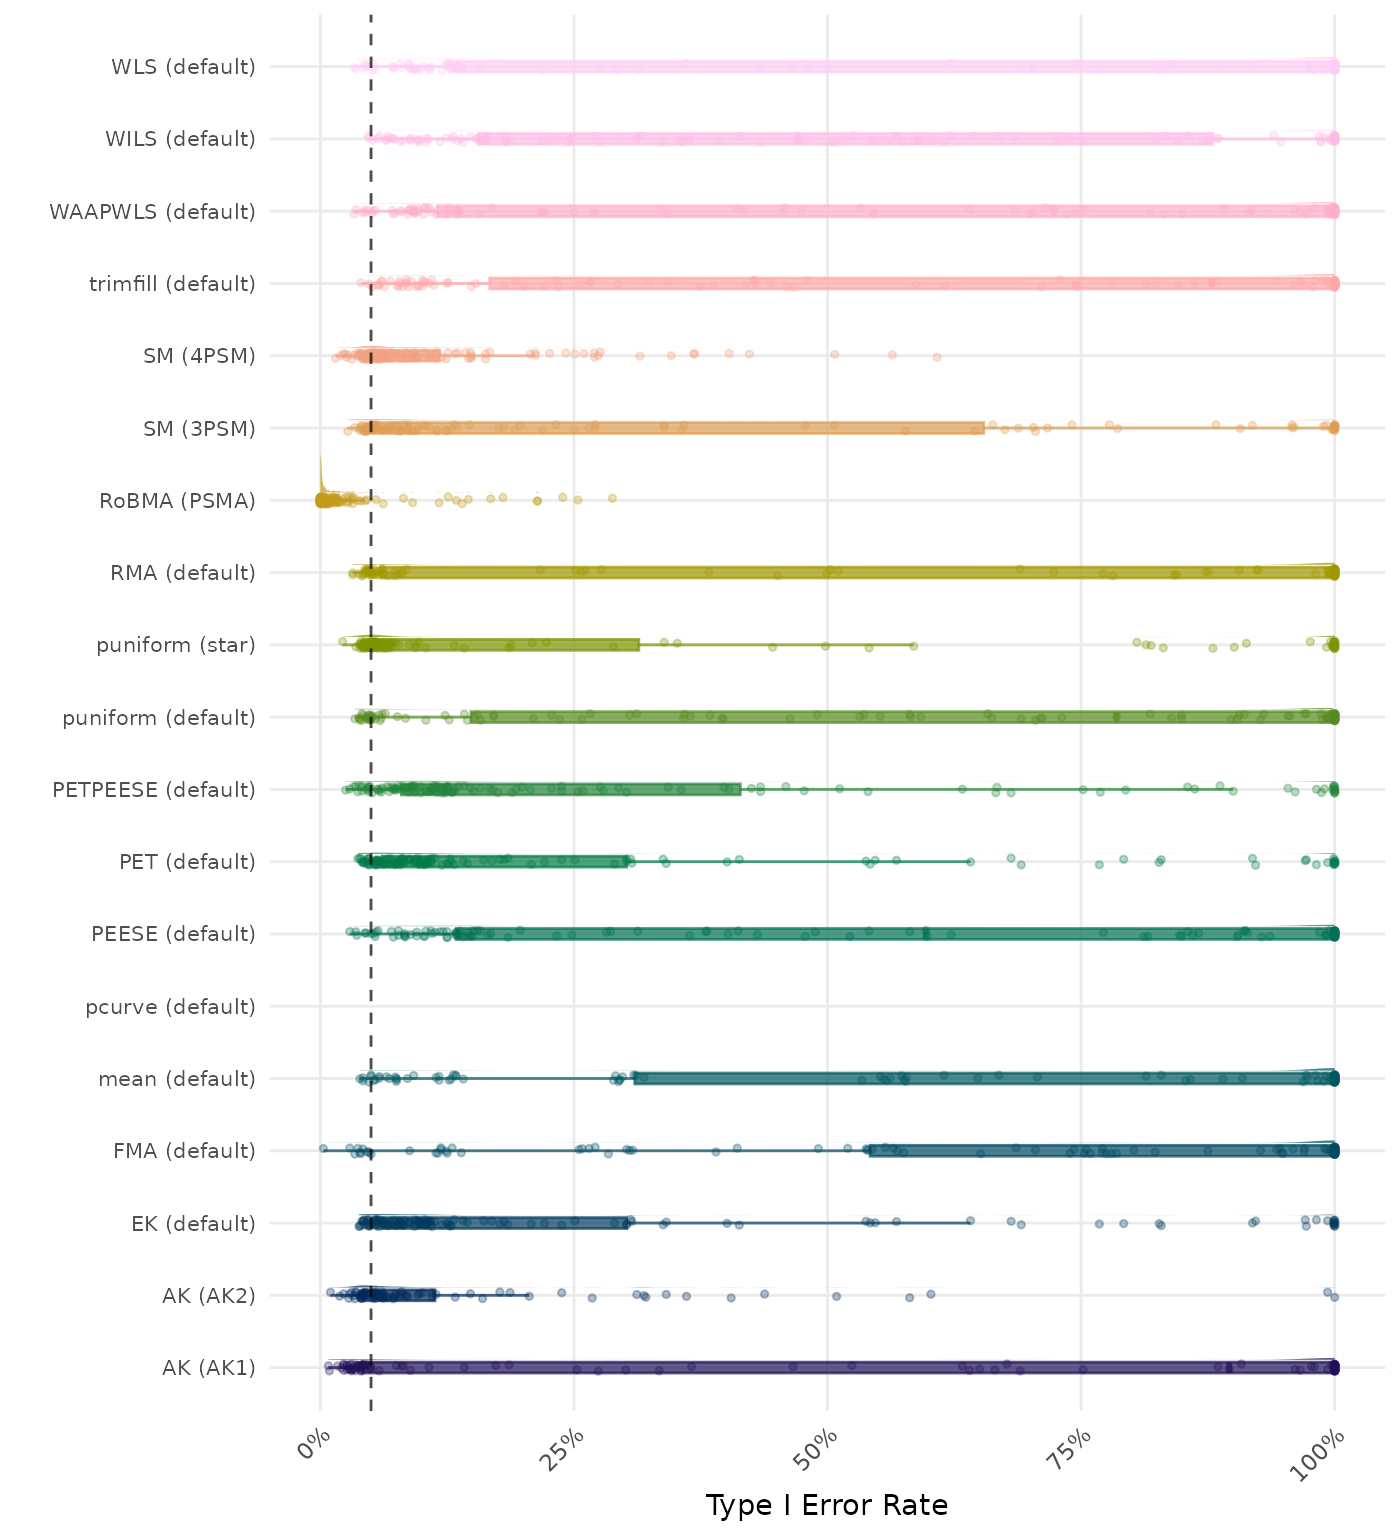 WLS (default)
WILS (default)
WAAPWLS (default)
trimfill (default)
SM (4PSM)
SM (3PSM)
RoBMA (PSMA)
RMA (default)
puniform (star)
puniform (default)
PETPEESE (default)
PET (default)
PEESE (default)
pcurve (default)
mean (default)
FMA (default)
EK (default)
AK (AK2)
AK (AK1)
0% 25% 50% 75% 100%
Type I Error Rate